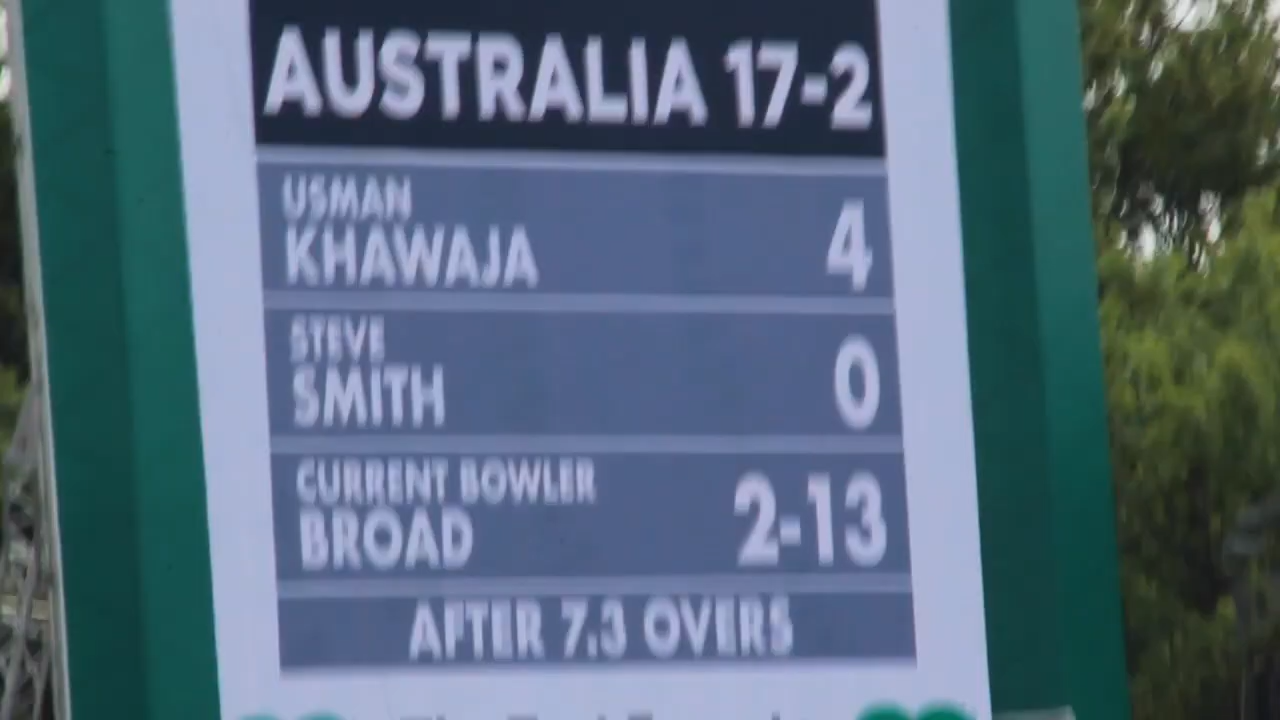 AUSTRALIA 17-2
USMAN
KHAWAJA 4
STEVE
SMITH 0
CURRENT BOWLER
BROAD 2-13
AFTER 7.3 OVERS